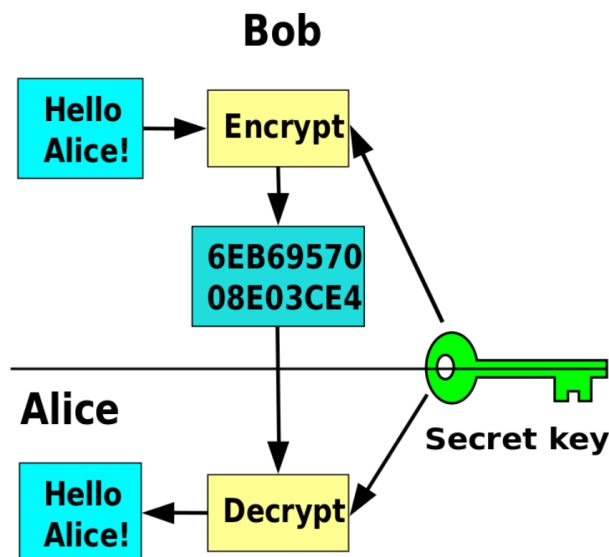 Bob
Hello
Alice!
Encrypt
6EB69570
08E03CE4
Alice
Secret key
Hello
Alice!
Decrypt